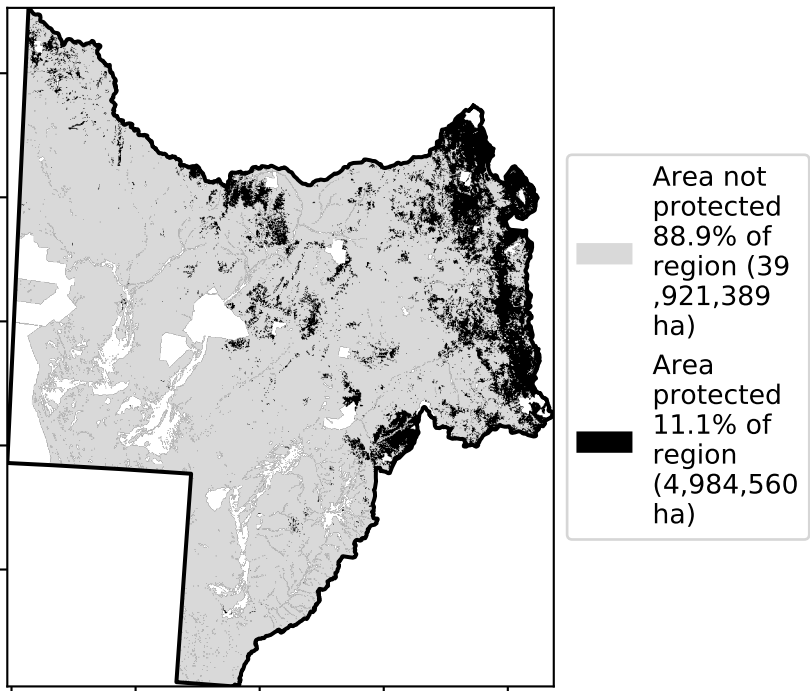 Area not
protected
88.9% of
region (39
,921,389
ha)
Area
protected
11.1% of
region
(4,984,560
ha)